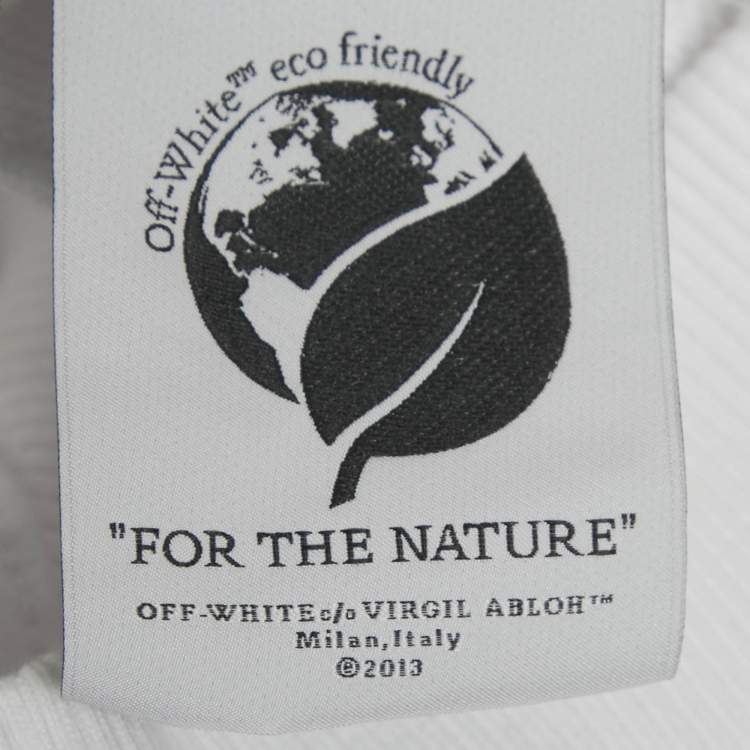 Off-White™ eco friendly
"FOR THE NATURE"
OFF-WHITE c/o VIRGIL ABLOH™
Milan, Italy
©2013